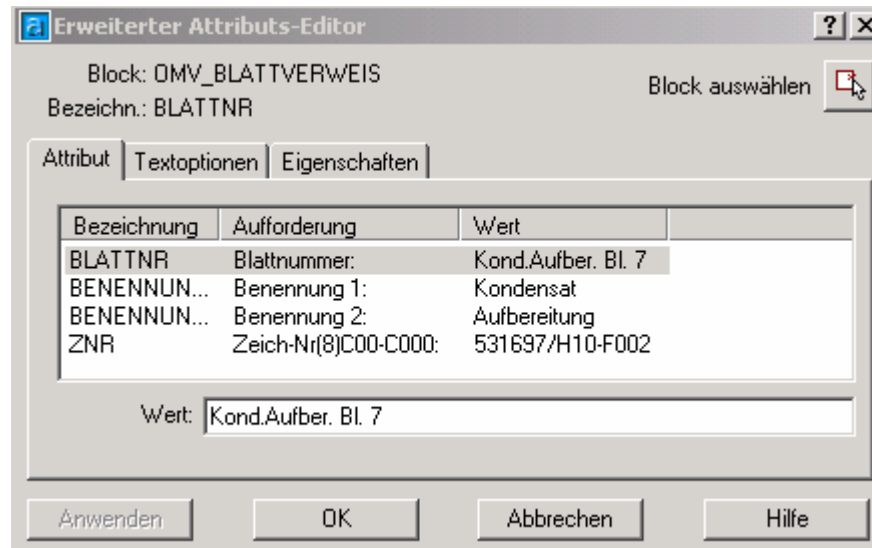 Erweiterter Attributs-Editor
Block: OMV_BLATTVERWEIS
Block auswählen
Bezeichn.: BLATTNR
Attribut Textoptionen Eigenschaften
Bezeichnung Aufforderung Wert
BLATTNR Blattnummer: Kond.Aufber. Bl. 7
BENENNUN... Benennung 1: Kondensat
BENENNUN... Benennung 2: Aufbereitung
ZNR Zeich-Nr(8)C00-C000: 531697/H10-F002
Wert: Kond.Aufber. Bl. 7
Anwenden OK Abbrechen Hilfe